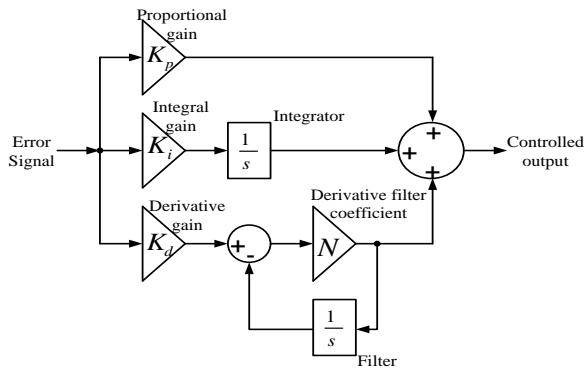 Proportional
gain
K_p
Error
Signal
Integral
gain
K_i
Integrator
1
s
+
+
+
Controlled
output
Derivative
gain
K_d
+
-
Derivative filter
coefficient
N
1
s
Filter